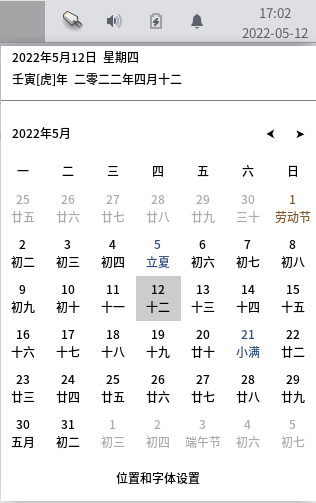 17:02
2022-05-12
2022年5月12日 星期四
壬寅[虎]年 二零二二年四月十二
2022年5月
一 二 三 四 五 六 日
25 26 27 28 29 30 1
廿五 廿六 廿七 廿八 廿九 三十 劳动节
2 3 4 5 6 7 8
初二 初三 初四 立夏 初六 初七 初八
9 10 11 12 13 14 15
初九 初十 十一 十二 十三 十四 十五
16 17 18 19 20 21 22
十六 十七 十八 十九 二十 小满 廿二
23 24 25 26 27 28 29
廿三 廿四 廿五 廿六 廿七 廿八 廿九
30 31 1 2 3 4 5
五月 初二 初三 初四 端午节 初六 初七
位置和字体设置